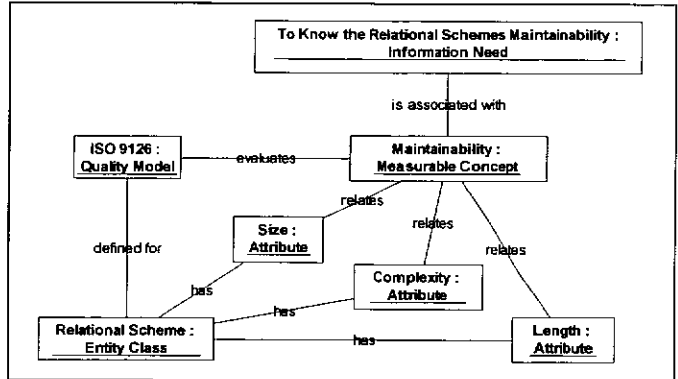 To Know the Relational Schemes Maintainability :
Information Need
is associated with
ISO 9126 :
Quality Model
evaluates
Maintainability :
Measurable Concept
relates
relates
relates
Size :
Attribute
defined for
Complexity :
Attribute
has
has
Relational Scheme :
Entity Class
has
Length :
Attribute